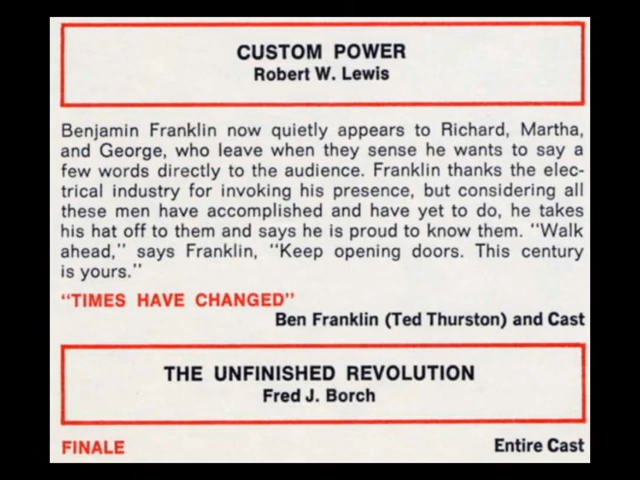 CUSTOM POWER
Robert W. Lewis
Benjamin Franklin now quietly appears to Richard, Martha,
and George, who leave when they sense he wants to say a
few words directly to the audience. Franklin thanks the elec-
trical industry for invoking his presence, but considering all
these men have accomplished and have yet to do, he takes
his hat off to them and says he is proud to know them. “Walk
ahead,” says Franklin, “Keep opening doors. This century
is yours.”
“TIMES HAVE CHANGED”
Ben Franklin (Ted Thurston) and Cast
THE UNFINISHED REVOLUTION
Fred J. Borch
FINALE Entire Cast